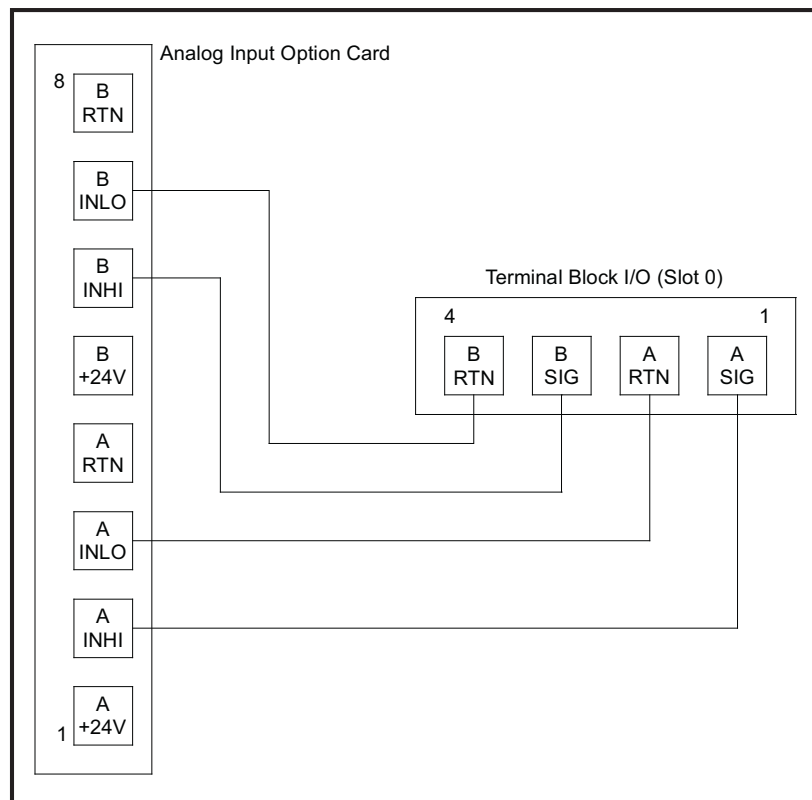 Analog Input Option Card
8
B
RTN
B
INLO
B
INHI
B
+24V
A
RTN
A
INLO
A
INHI
A
+24V
1
Terminal Block I/O (Slot 0)
4
1
B
RTN
B
SIG
A
RTN
A
SIG